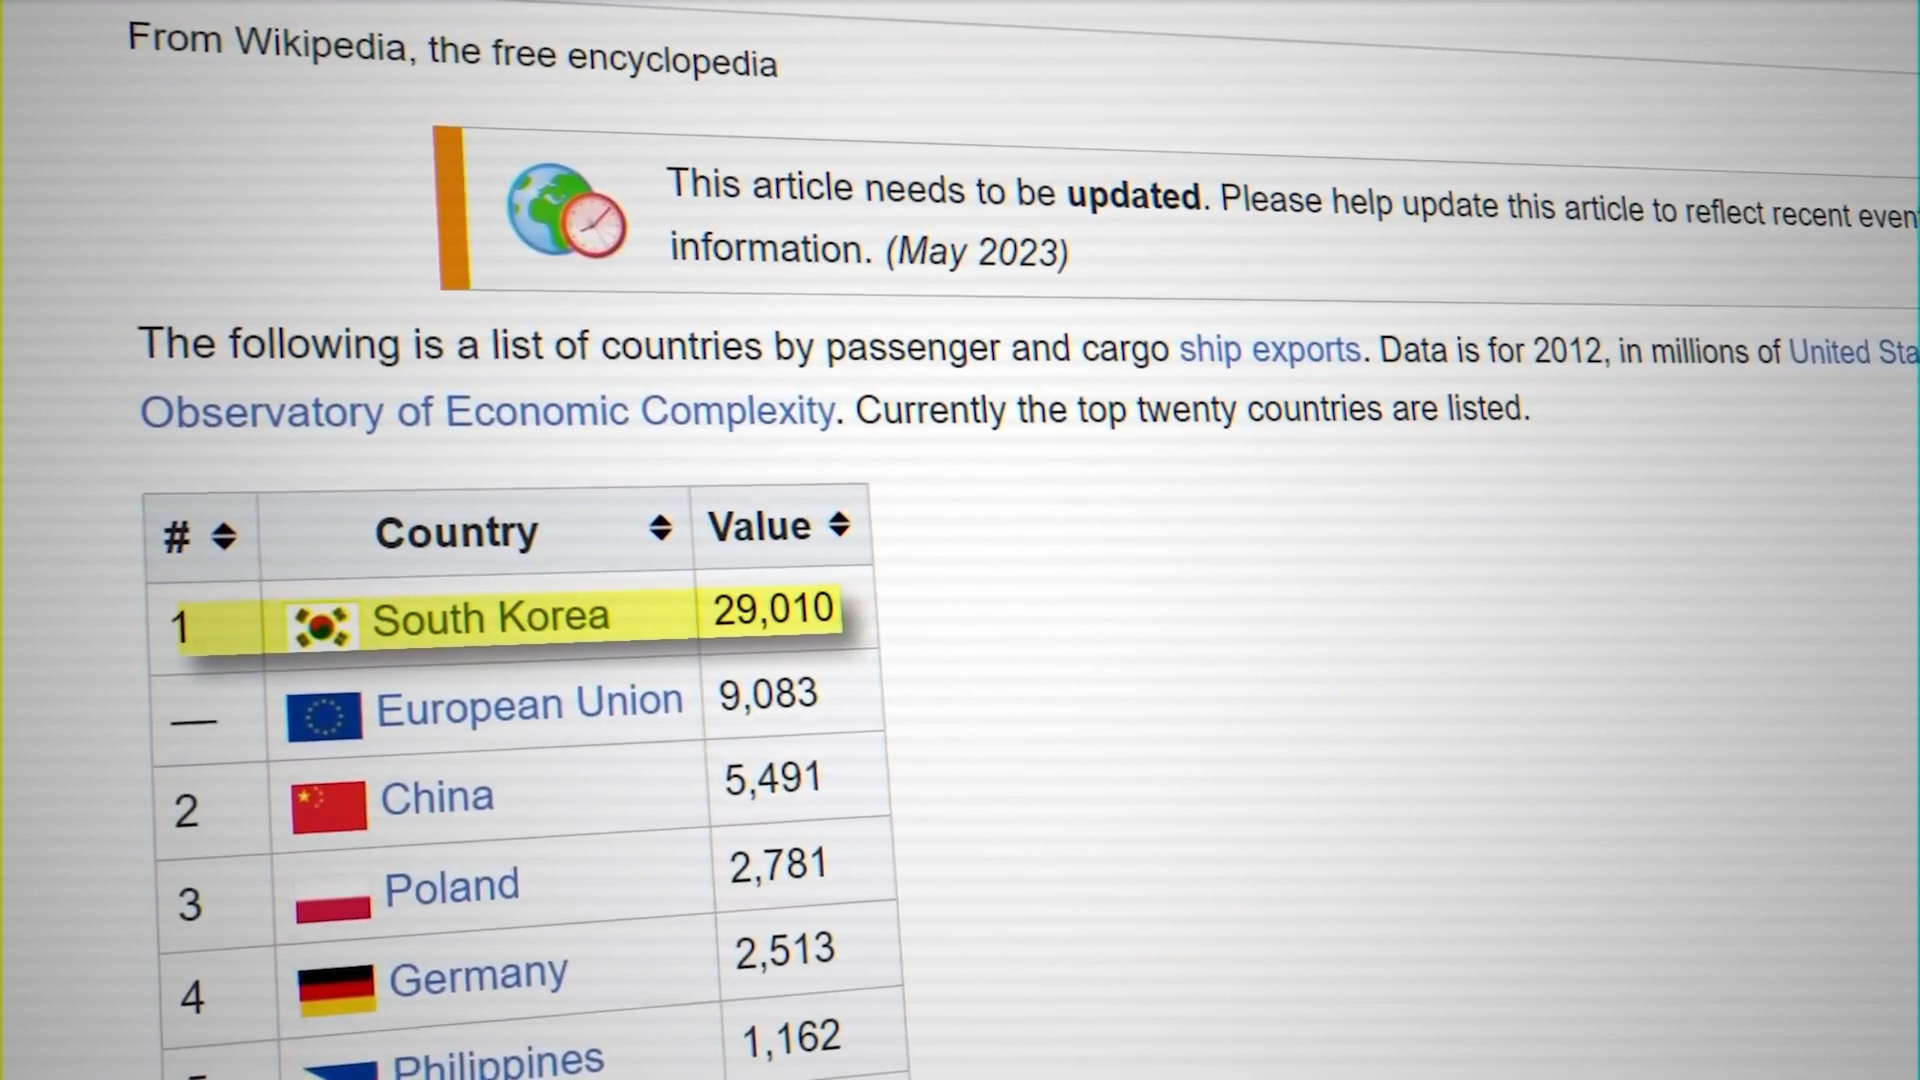 From Wikipedia, the free encyclopedia
This article needs to be updated. Please help update this article to reflect recent even
information. (May 2023)
The following is a list of countries by passenger and cargo ship exports. Data is for 2012, in millions of United Sta
Observatory of Economic Complexity. Currently the top twenty countries are listed.
# Country Value
1 South Korea 29,010
— European Union 9,083
2 China 5,491
3 Poland 2,781
4 Germany 2,513
Philippines 1,162